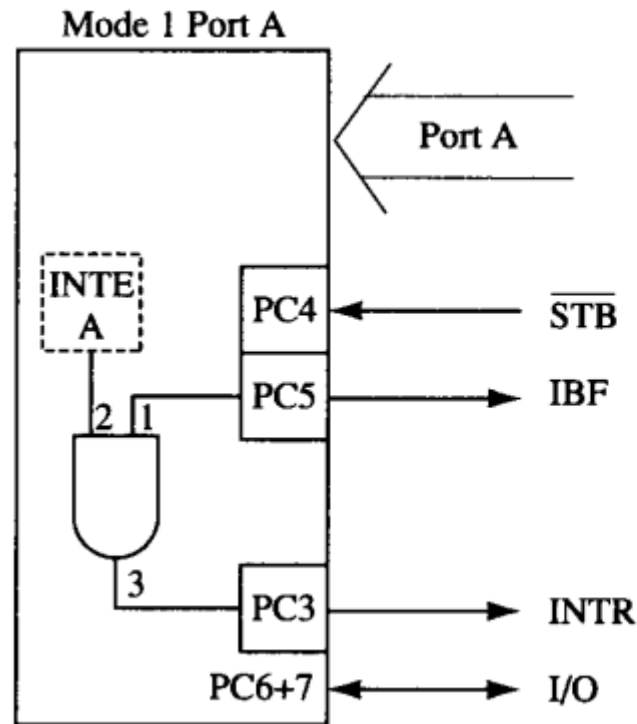 Mode 1 Port A
Port A
INTE
A
PC4
STB
PC5
IBF
2
1
3
PC3
INTR
PC6+7
I/O